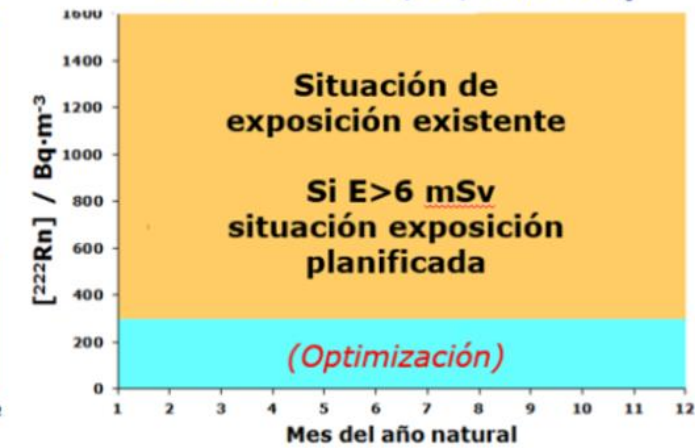 1600
1400
1200
1000
800
600
400
200
0
[²²²Rn] / Bq·m⁻³
Situación de
exposición existente
Si E>6 mSv
situación exposición
planificada
(Optimización)
1 2 3 4 5 6 7 8 9 10 11 12
Mes del año natural